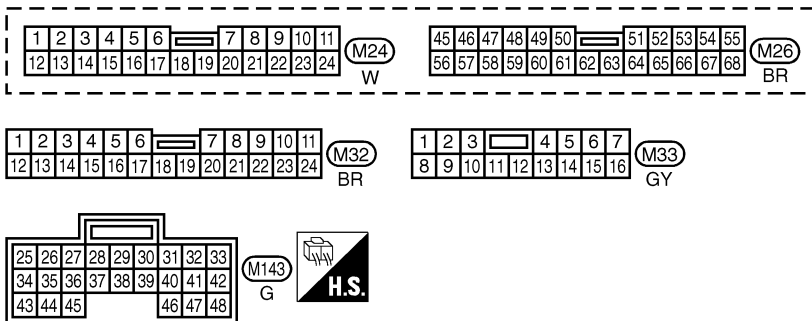 1 2 3 4 5 6 7 8 9 10 11
12 13 14 15 16 17 18 19 20 21 22 23 24
M24
W
45 46 47 48 49 50 51 52 53 54 55
56 57 58 59 60 61 62 63 64 65 66 67 68
M26
BR
1 2 3 4 5 6 7 8 9 10 11
12 13 14 15 16 17 18 19 20 21 22 23 24
M32
BR
1 2 3 4 5 6 7
8 9 10 11 12 13 14 15 16
M33
GY
25 26 27 28 29 30 31 32 33
34 35 36 37 38 39 40 41 42
43 44 45 46 47 48
M143
G
H.S.